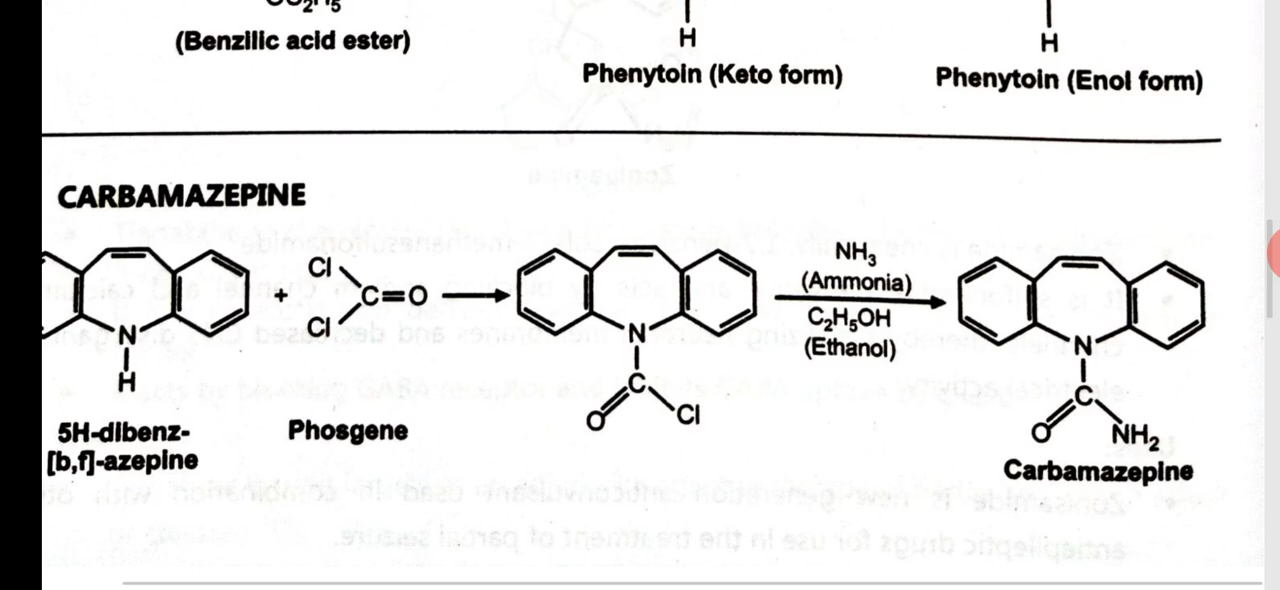 (Benzilic acid ester)
H
H
Phenytoin (Keto form)
Phenytoin (Enol form)
CARBAMAZEPINE
N
H
+
Cl
Cl
C=O
N
C
O
Cl
NH3
(Ammonia)
C2H5OH
(Ethanol)
N
C
O
NH2
5H-dibenz-
[b,f]-azepine
Phosgene
Carbamazepine